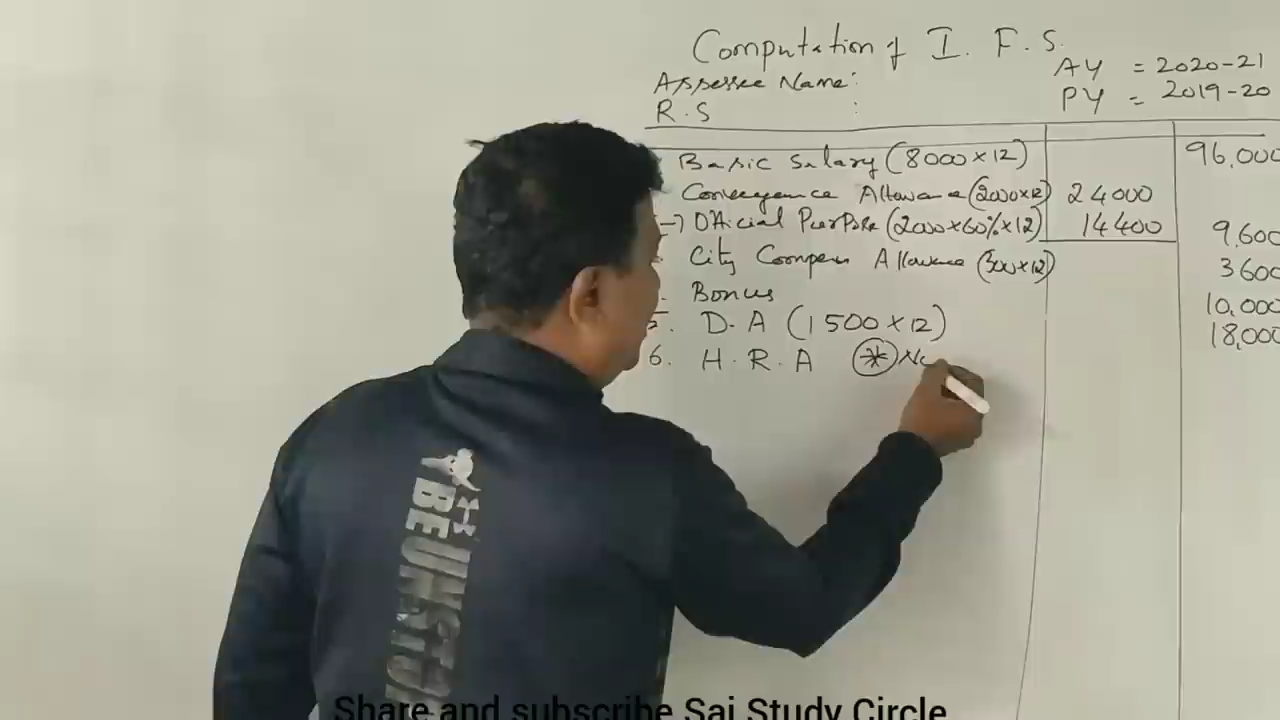 Computation of I. F. S.
AY = 2020-21
Assessee Name:
PY = 2019-20
R.S :
Basic Salary (8000×12) 96,000
Conveyance Allowance (2000×12) 24000
→ Official Purpose (2000×60%×12) 14400 9,600
City Compen Allowance (300×12) 3600
Bonus 10,000
5. D.A (1500×12) 18,000
6. H.R.A * No
BEUNSTO
Share and subscribe Sai Study Circle